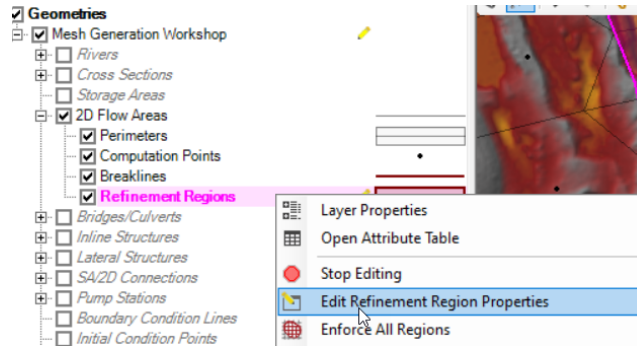 Geometries
Mesh Generation Workshop
Rivers
Cross Sections
Storage Areas
2D Flow Areas
Perimeters
Computation Points
Breaklines
Refinement Regions
Layer Properties
Bridges/Culverts
Open Attribute Table
Inline Structures
Lateral Structures
Stop Editing
SA/2D Connections
Pump Stations
Edit Refinement Region Properties
Boundary Condition Lines
Enforce All Regions
Initial Condition Points